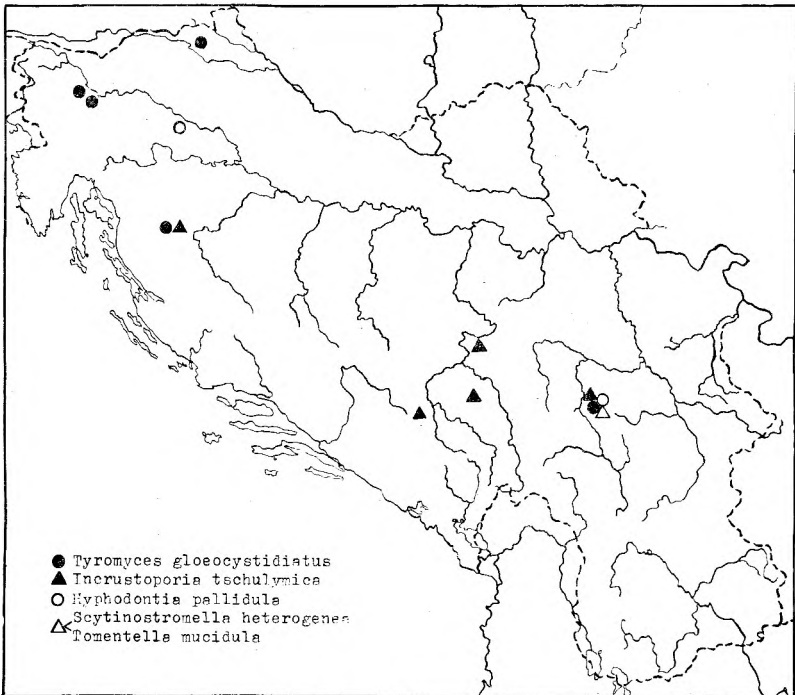 Tyromyces gloeocystidiatus
Incrustoporia tschulymica
Hyphodontia pallidula
Scytinostromella heterogenea
Tomentella mucidula